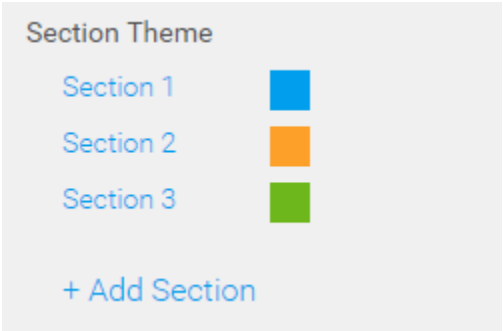 Section Theme
Section 1
Section 2
Section 3
+ Add Section